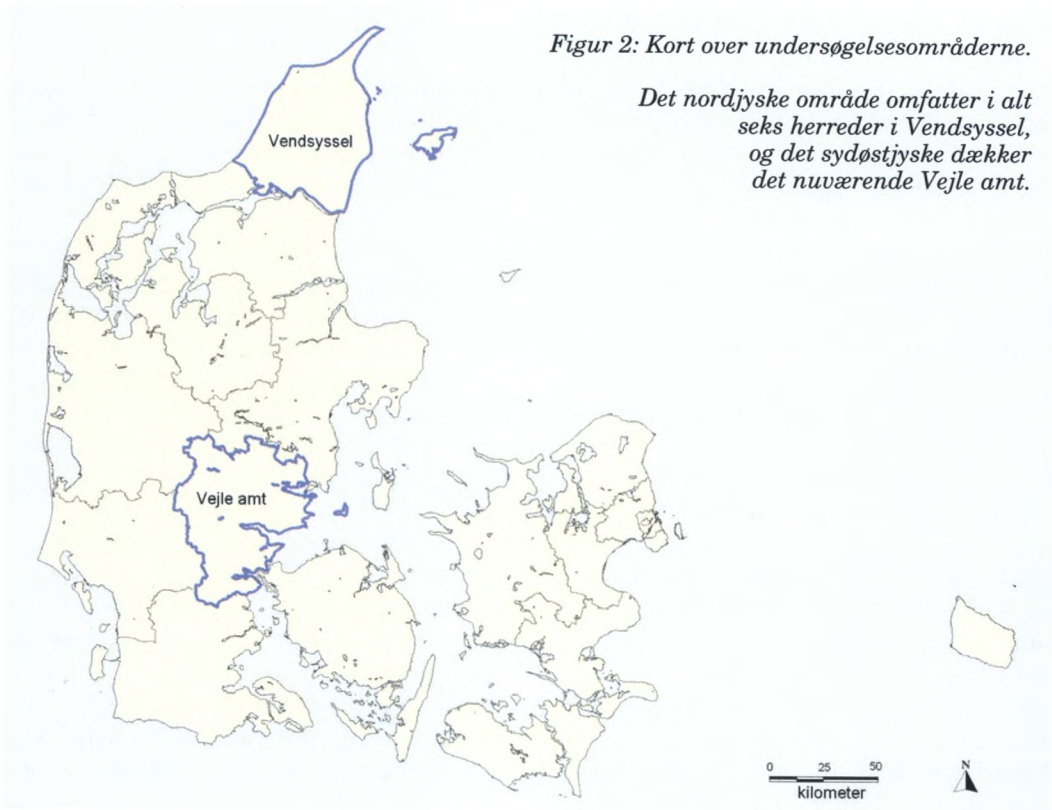 Figur 2: Kort over undersøgelsesområderne.
Det nordjyske område omfatter i alt
seks herreder i Vendsyssel,
og det sydøstjyske dækker
det nuværende Vejle amt.
Vendsyssel
Vejle amt
0 25 50
kilometer
N